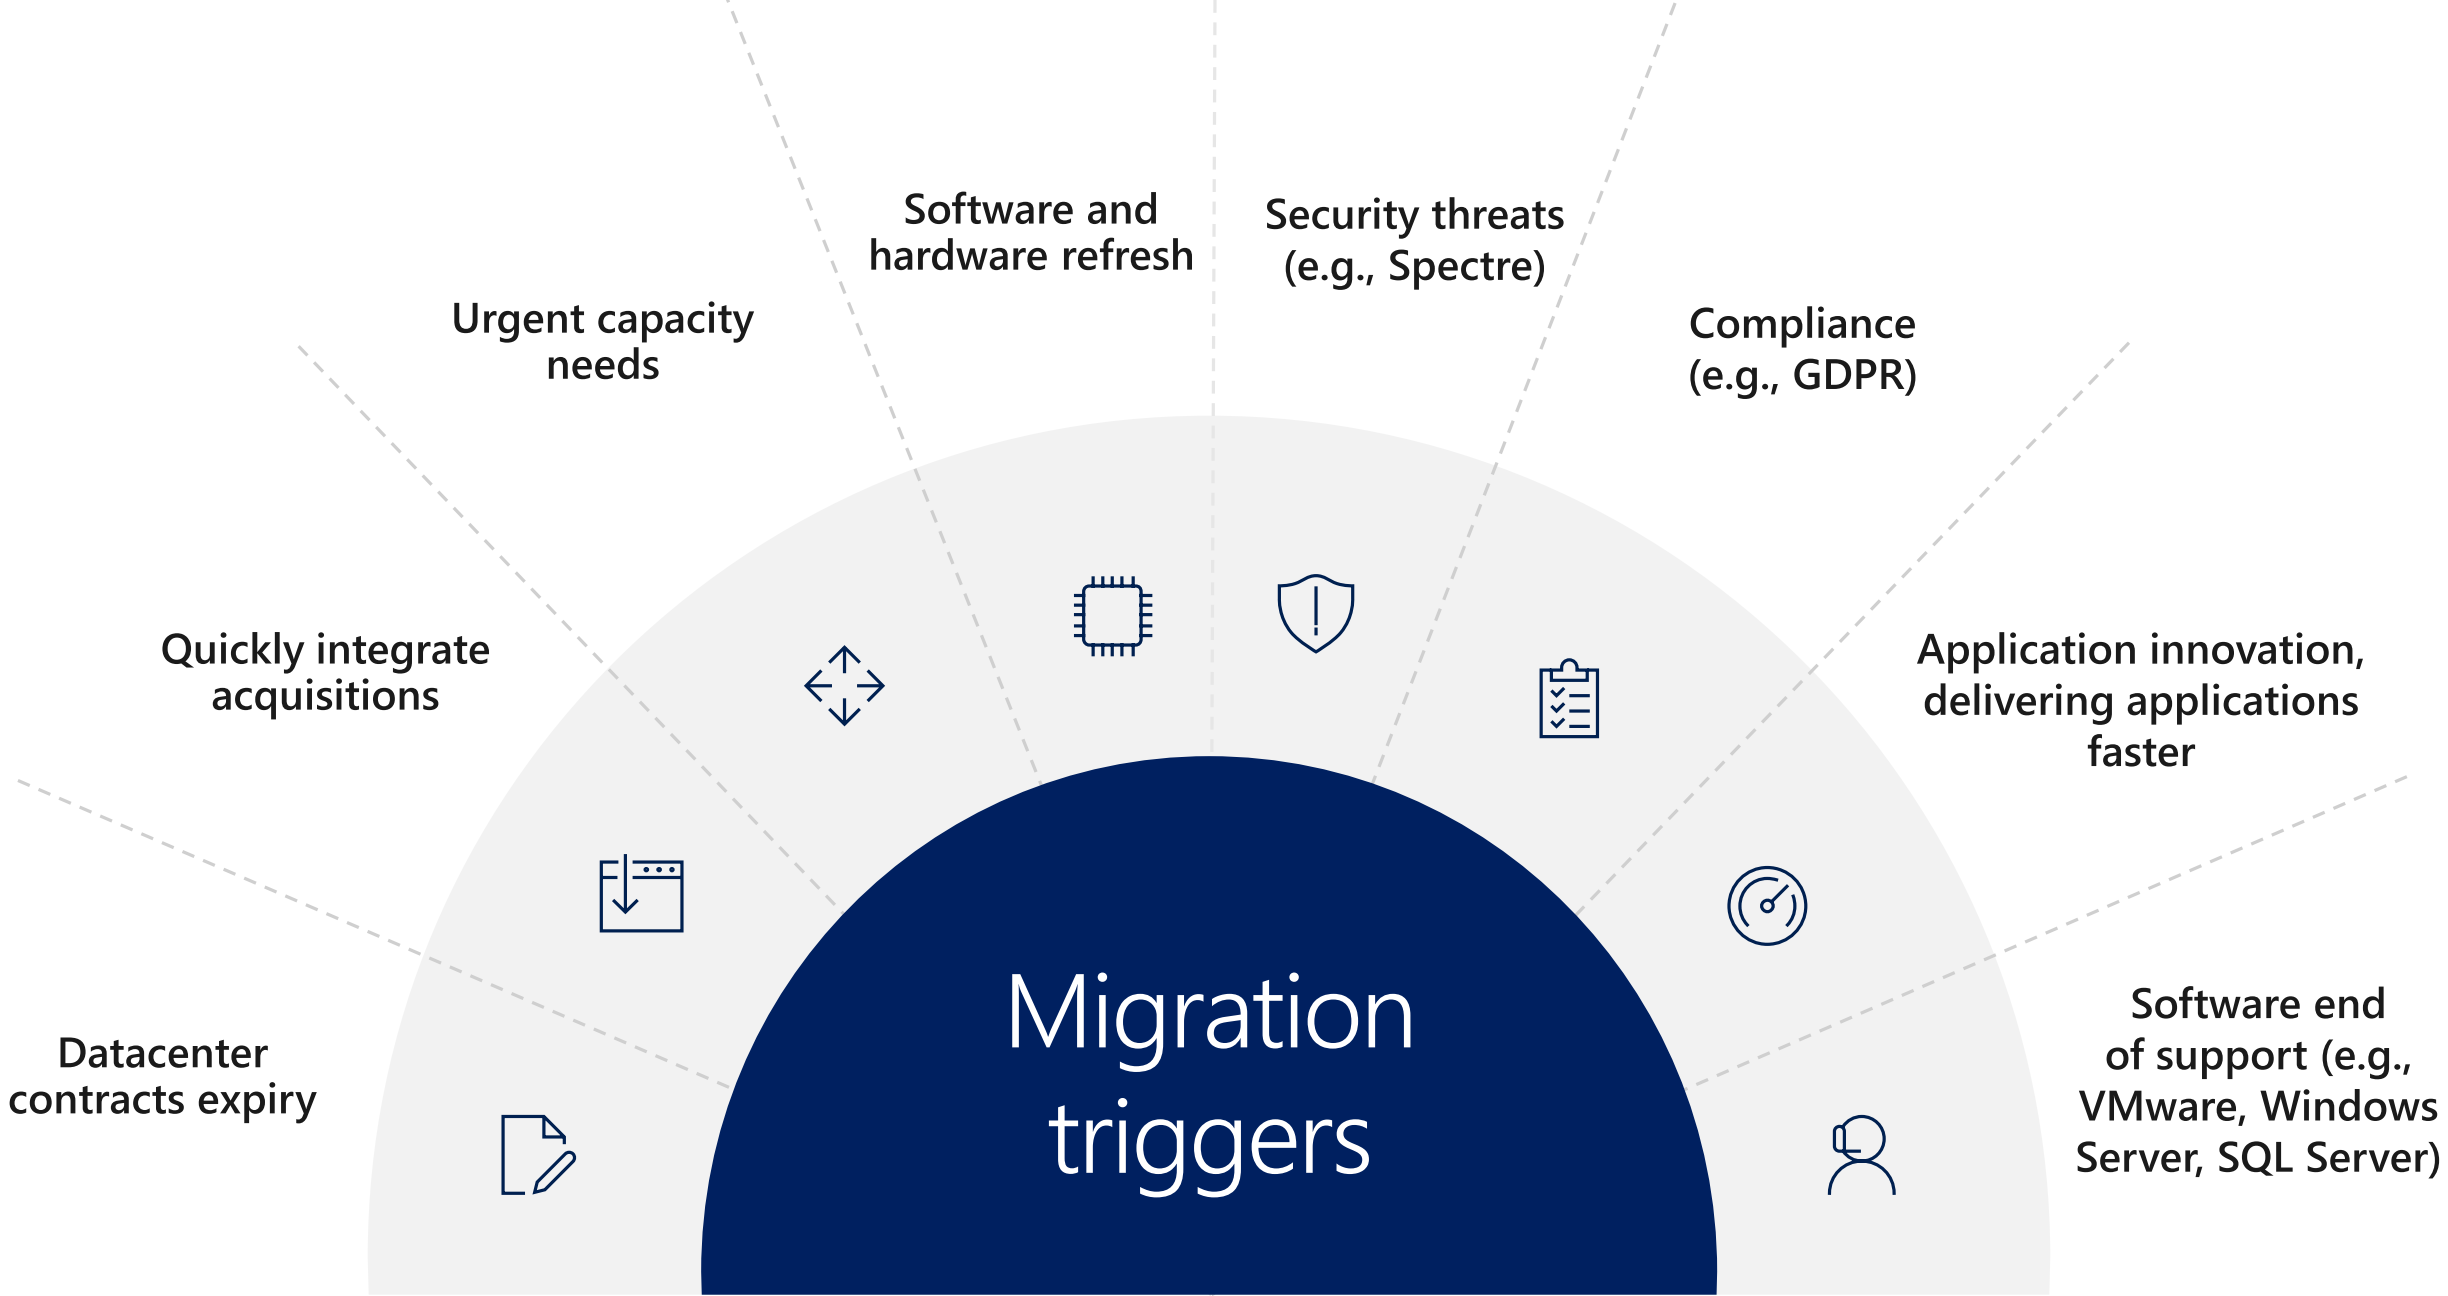 Software and
hardware refresh
Security threats
(e.g., Spectre)
Urgent capacity
needs
Compliance
(e.g., GDPR)
Quickly integrate
acquisitions
Application innovation,
delivering applications
faster
Datacenter
contracts expiry
Software end
of support (e.g.,
VMware, Windows
Server, SQL Server)
Migration
triggers